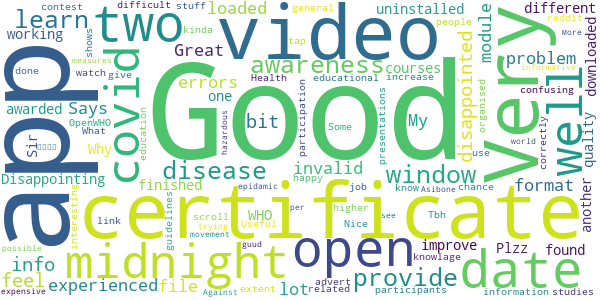 contest
difficult
stuff
loaded
uninstalled
general
people
reddit
More
different
learn
two
video
kinda
tap
module
working
shows
Great
awareness
problem
downloaded
watch
give
errors
Health
educational
increase
courses
informative
done
measures
app
covid
Good
disappointed
organised
very
confusing
well
quality
awarded
Says
one
OpenWHO
What
education
bit
Some
My
hazardous
participation
presentations
correctly
another
Sir
Why
disease
invalid
window
use
world
Disappointing
finished
happy
job
know
Asibone
chance
format
certificate
interesting
link
scroll
WHO
higher
Tbh
guidelines
trying
Useful
epidemic
per
Nice
see
knowlage
improve
Plzz
found
info
midnight
movement
guud
open
provide
date
feel
possible
experienced
file
lot
advert
related
participants
information
studies
expensive
Against
extent